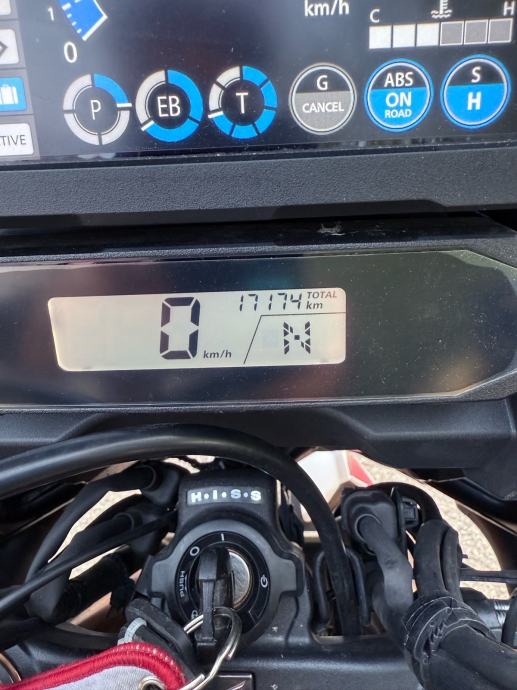 km/h
C H
1
0
P EB T G CANCEL ABS ON ROAD S H
TIVE
17174 TOTAL km
0 km/h N
H·I·S·S